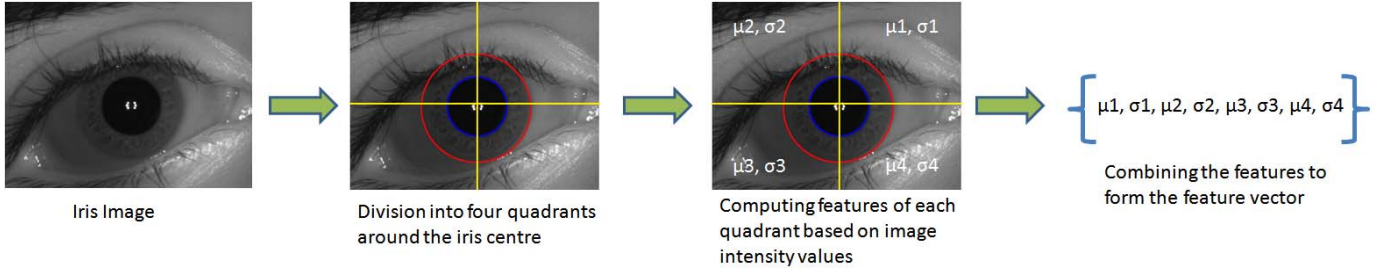 μ2, σ2
μ1, σ1
μ3, σ3
μ4, σ4
μ1, σ1, μ2, σ2, μ3, σ3, μ4, σ4
Iris Image
Division into four quadrants
around the iris centre
Computing features of each
quadrant based on image
intensity values
Combining the features to
form the feature vector